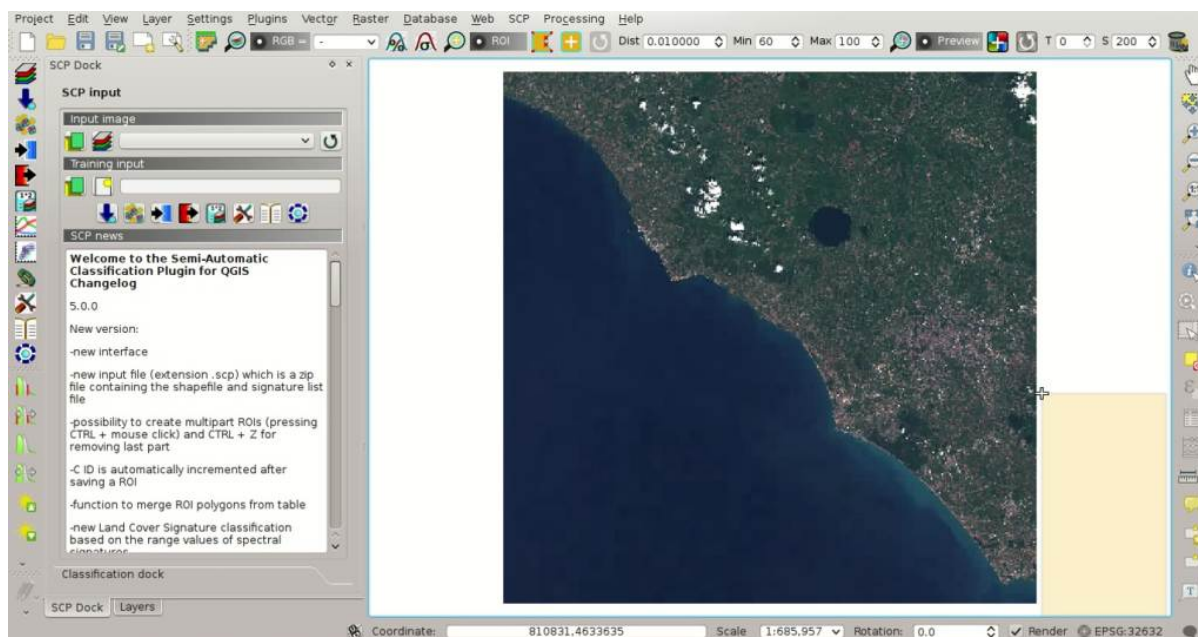 Project Edit View Layer Settings Plugins Vector Raster Database Web SCP Processing Help
RGB = - ROI Dist 0.010000 Min 60 Max 100 Preview T 0 S 200
SCP Dock
SCP input
Input image
Training input
SCP news
Welcome to the Semi-Automatic
Classification Plugin for QGIS
Changelog
5.0.0
New version:
-new interface
-new input file (extension .scp) which is a zip
file containing the shapefile and signature list
file
-possibility to create multipart ROIs (pressing
CTRL + mouse click) and CTRL + Z for
removing last part
-C ID is automatically incremented after
saving a ROI
-function to merge ROI polygons from table
-new Land Cover Signature classification
based on the range values of spectral
signatures
Classification dock
SCP Dock Layers
Coordinate: 810831,4633635 Scale 1:685,957 Rotation: 0.0 Render EPSG:32632